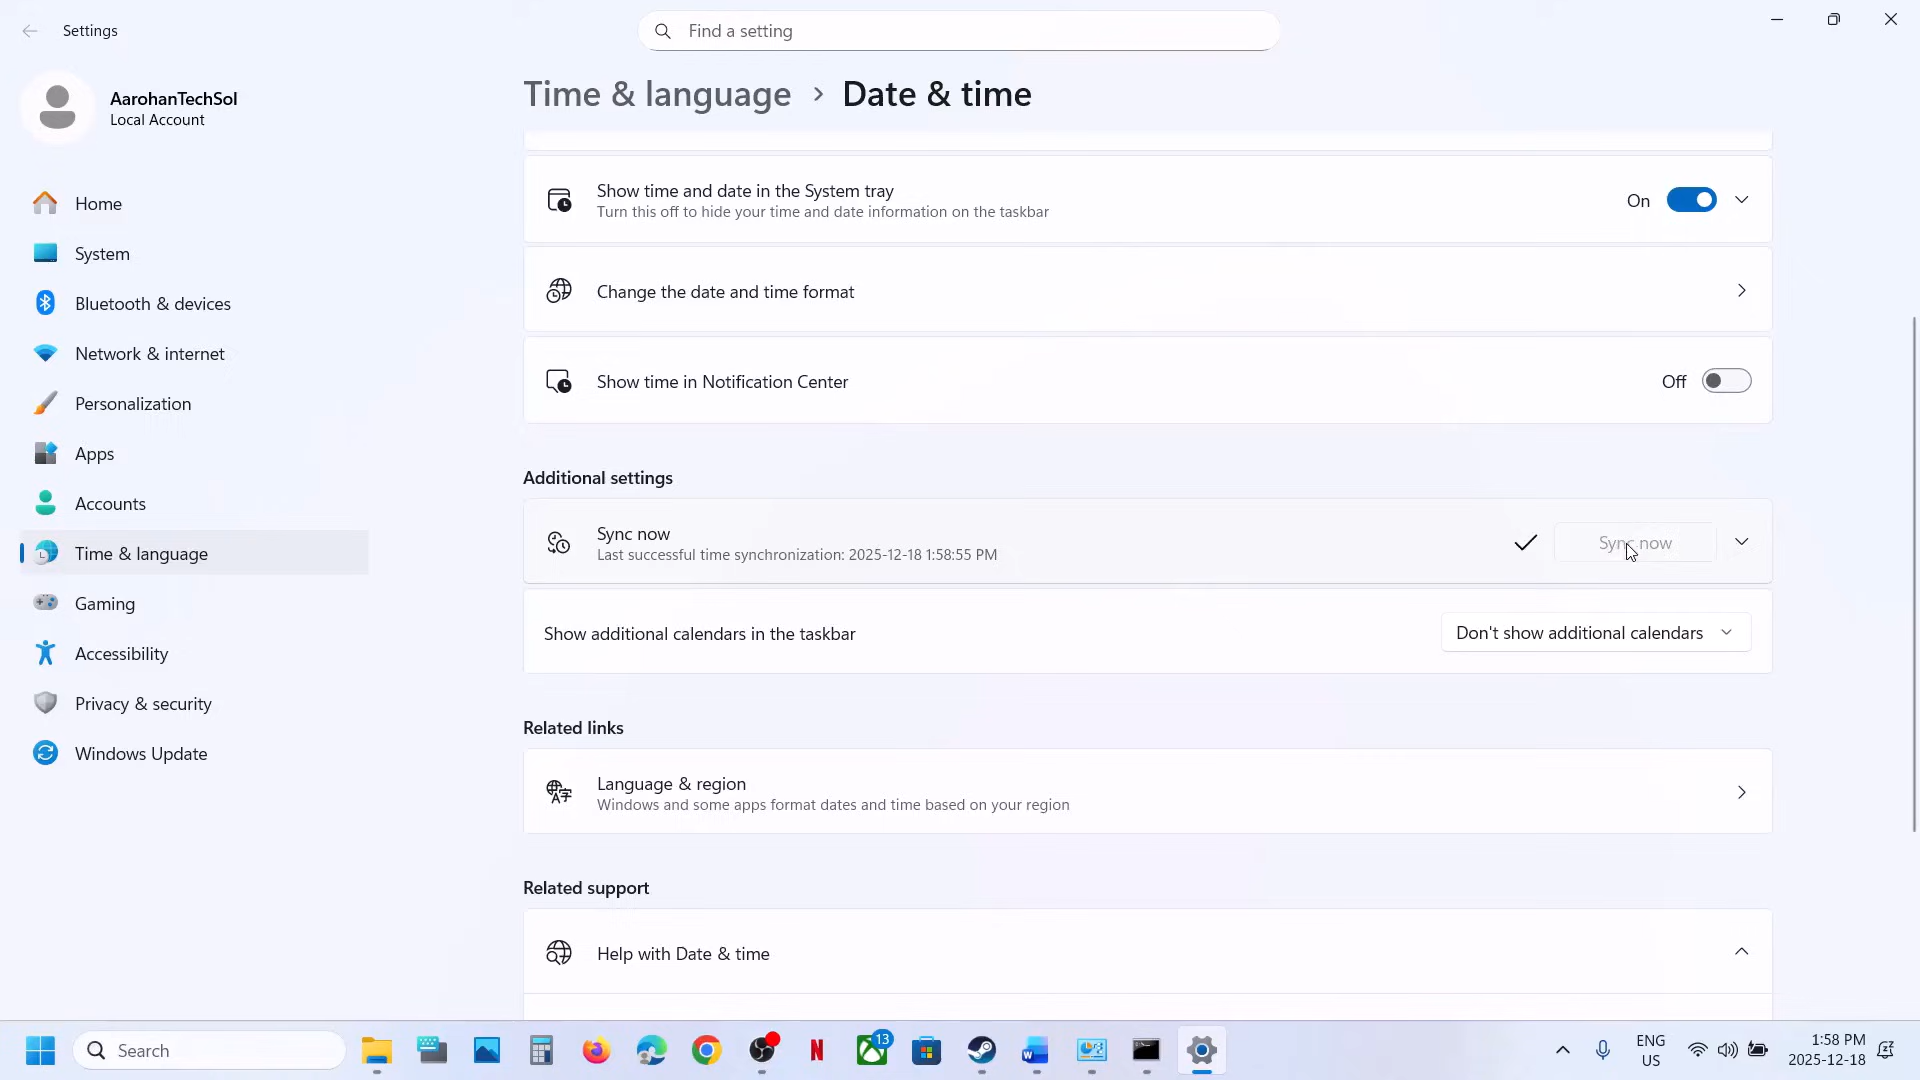 Settings
Find a setting
AarohanTechSol
Local Account
Home
System
Bluetooth & devices
Network & internet
Personalization
Apps
Accounts
Time & language
Gaming
Accessibility
Privacy & security
Windows Update
Time & language > Date & time
Show time and date in the System tray
Turn this off to hide your time and date information on the taskbar
On
Change the date and time format
Show time in Notification Center
Off
Additional settings
Sync now
Last successful time synchronization: 2025-12-18 1:58:55 PM
Sync now
Show additional calendars in the taskbar
Don't show additional calendars
Related links
Language & region
Windows and some apps format dates and time based on your region
Related support
Help with Date & time
Search
N
13
ENG
US
1:58 PM
2025-12-18